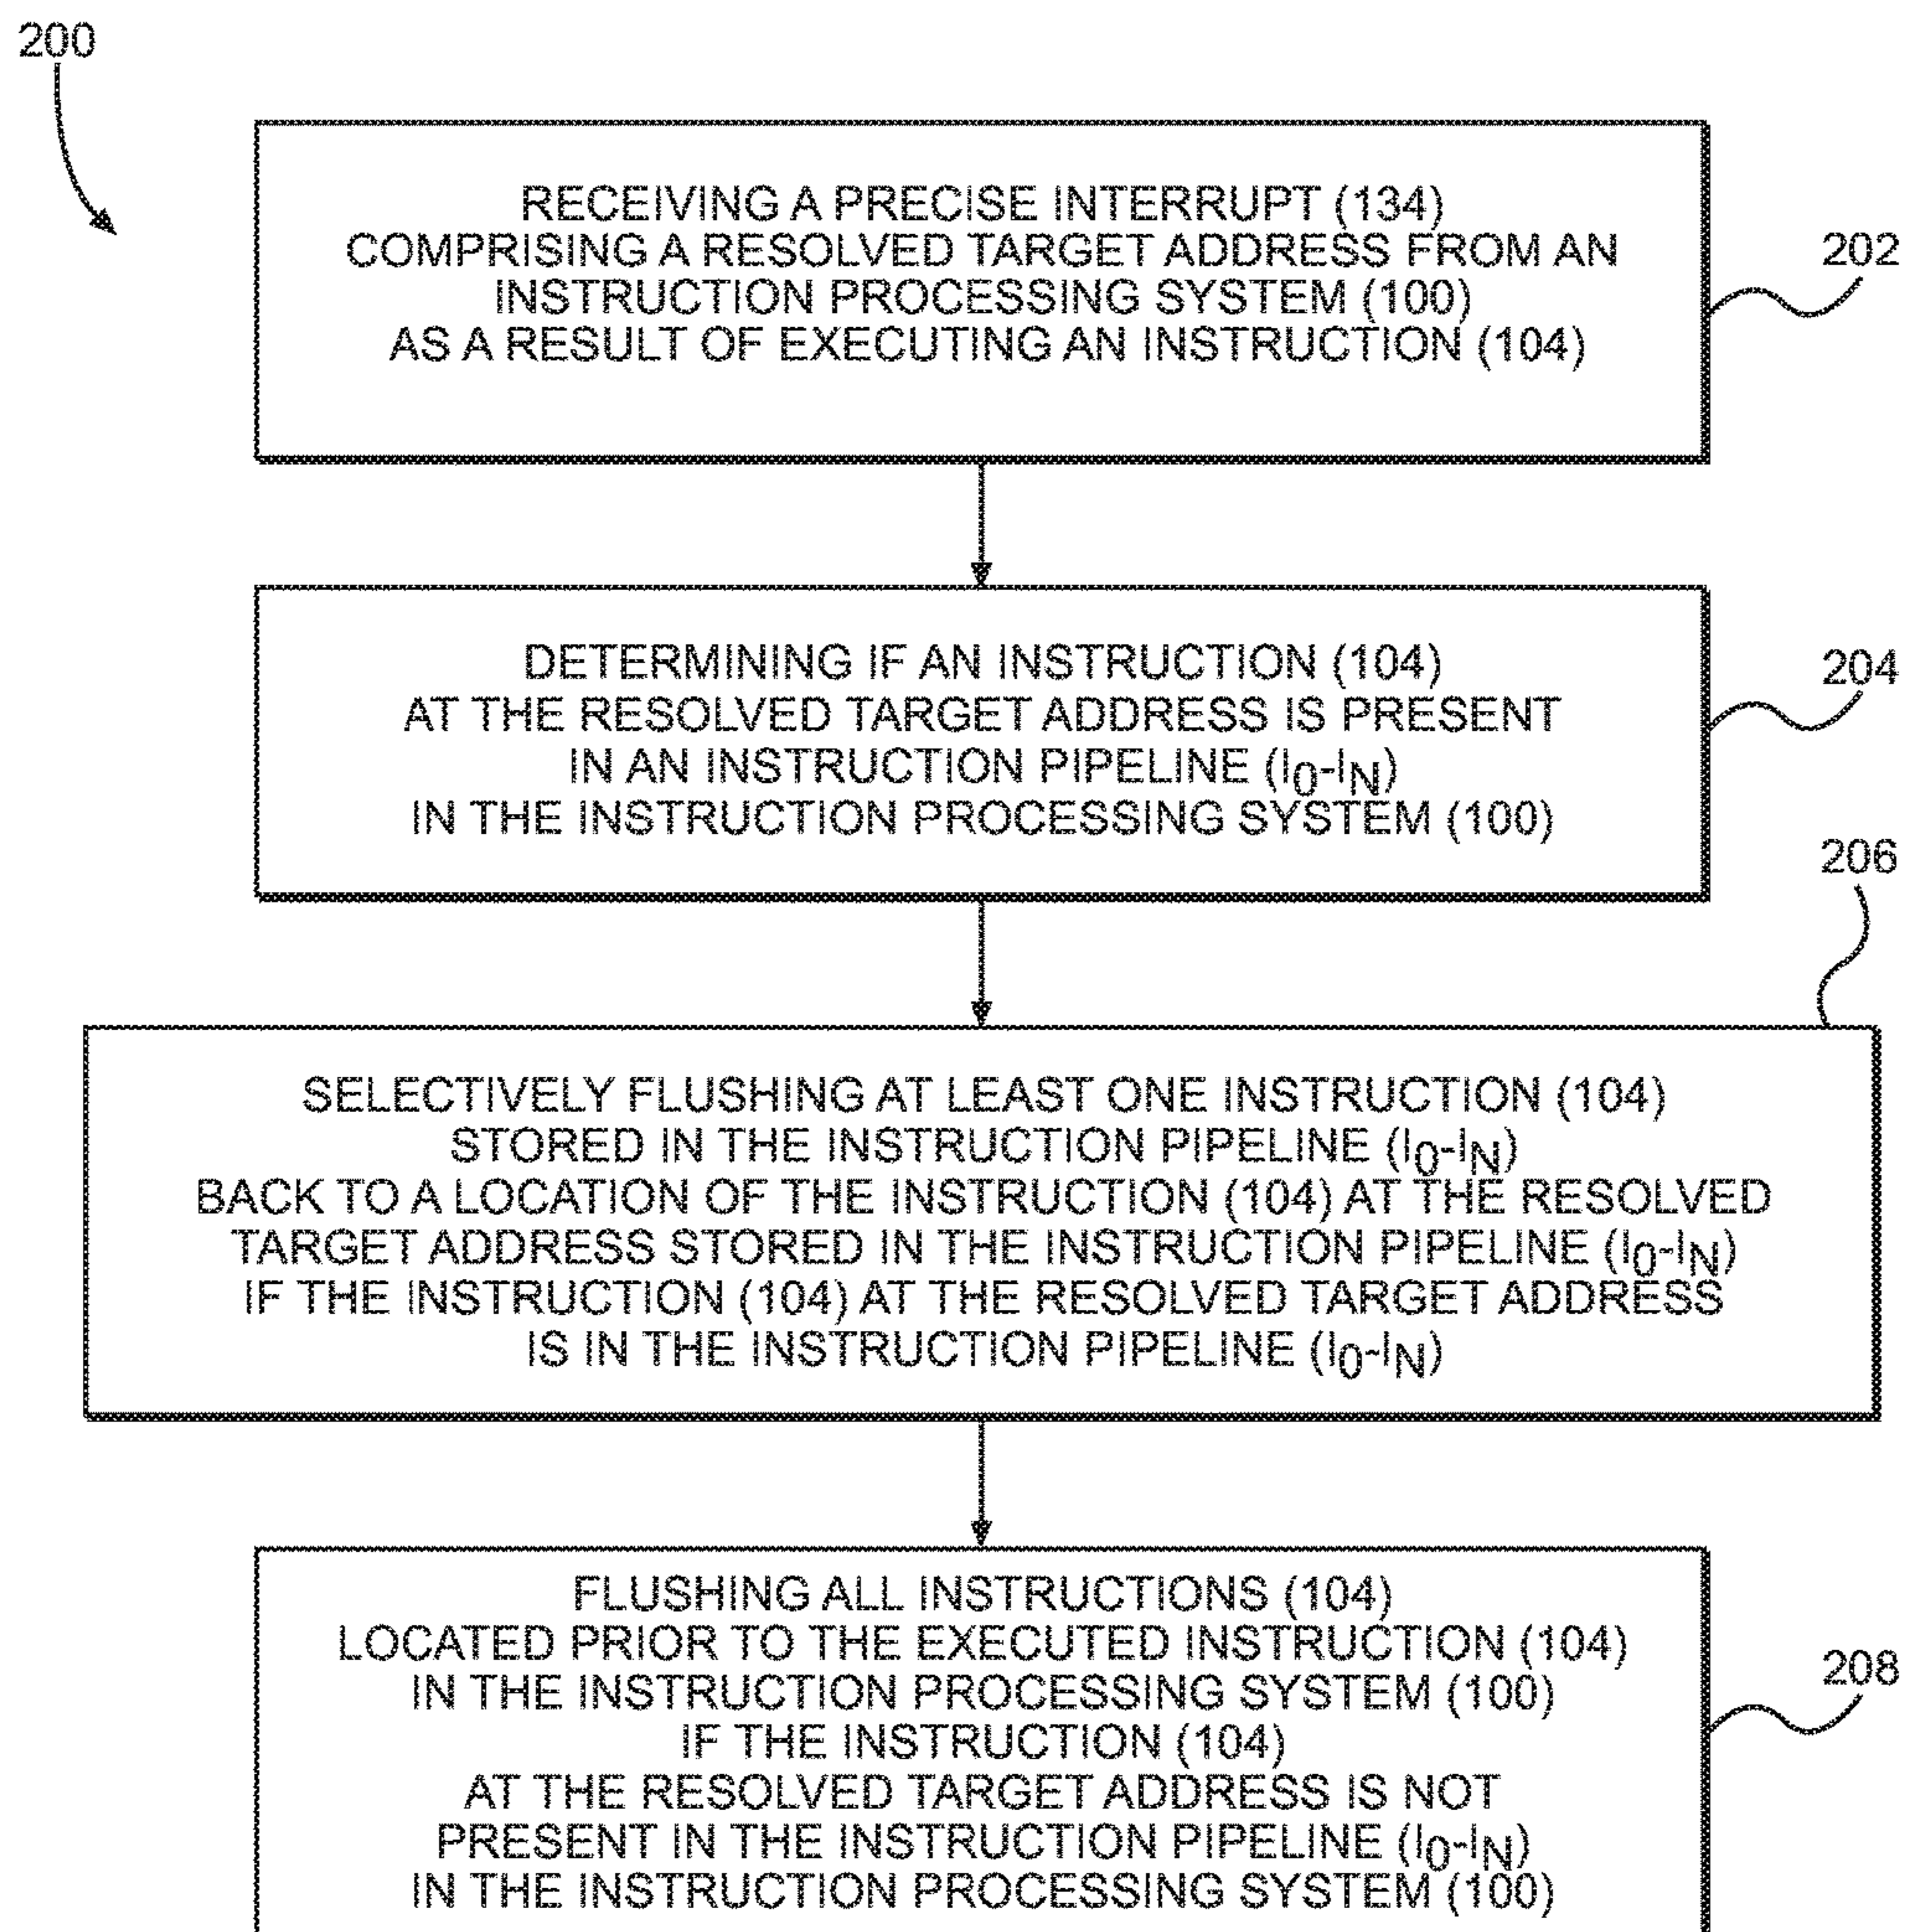 200
RECEIVING A PRECISE INTERRUPT (134)
COMPRISING A RESOLVED TARGET ADDRESS FROM AN
INSTRUCTION PROCESSING SYSTEM (100)
AS A RESULT OF EXECUTING AN INSTRUCTION (104)
202
DETERMINING IF AN INSTRUCTION (104)
AT THE RESOLVED TARGET ADDRESS IS PRESENT
IN AN INSTRUCTION PIPELINE (I0-IN)
IN THE INSTRUCTION PROCESSING SYSTEM (100)
204
206
SELECTIVELY FLUSHING AT LEAST ONE INSTRUCTION (104)
STORED IN THE INSTRUCTION PIPELINE (I0-IN)
BACK TO A LOCATION OF THE INSTRUCTION (104) AT THE RESOLVED
TARGET ADDRESS STORED IN THE INSTRUCTION PIPELINE (I0-IN)
IF THE INSTRUCTION (104) AT THE RESOLVED TARGET ADDRESS
IS IN THE INSTRUCTION PIPELINE (I0-IN)
FLUSHING ALL INSTRUCTIONS (104)
LOCATED PRIOR TO THE EXECUTED INSTRUCTION (104)
IN THE INSTRUCTION PROCESSING SYSTEM (100)
IF THE INSTRUCTION (104)
AT THE RESOLVED TARGET ADDRESS IS NOT
PRESENT IN THE INSTRUCTION PIPELINE (I0-IN)
IN THE INSTRUCTION PROCESSING SYSTEM (100)
208